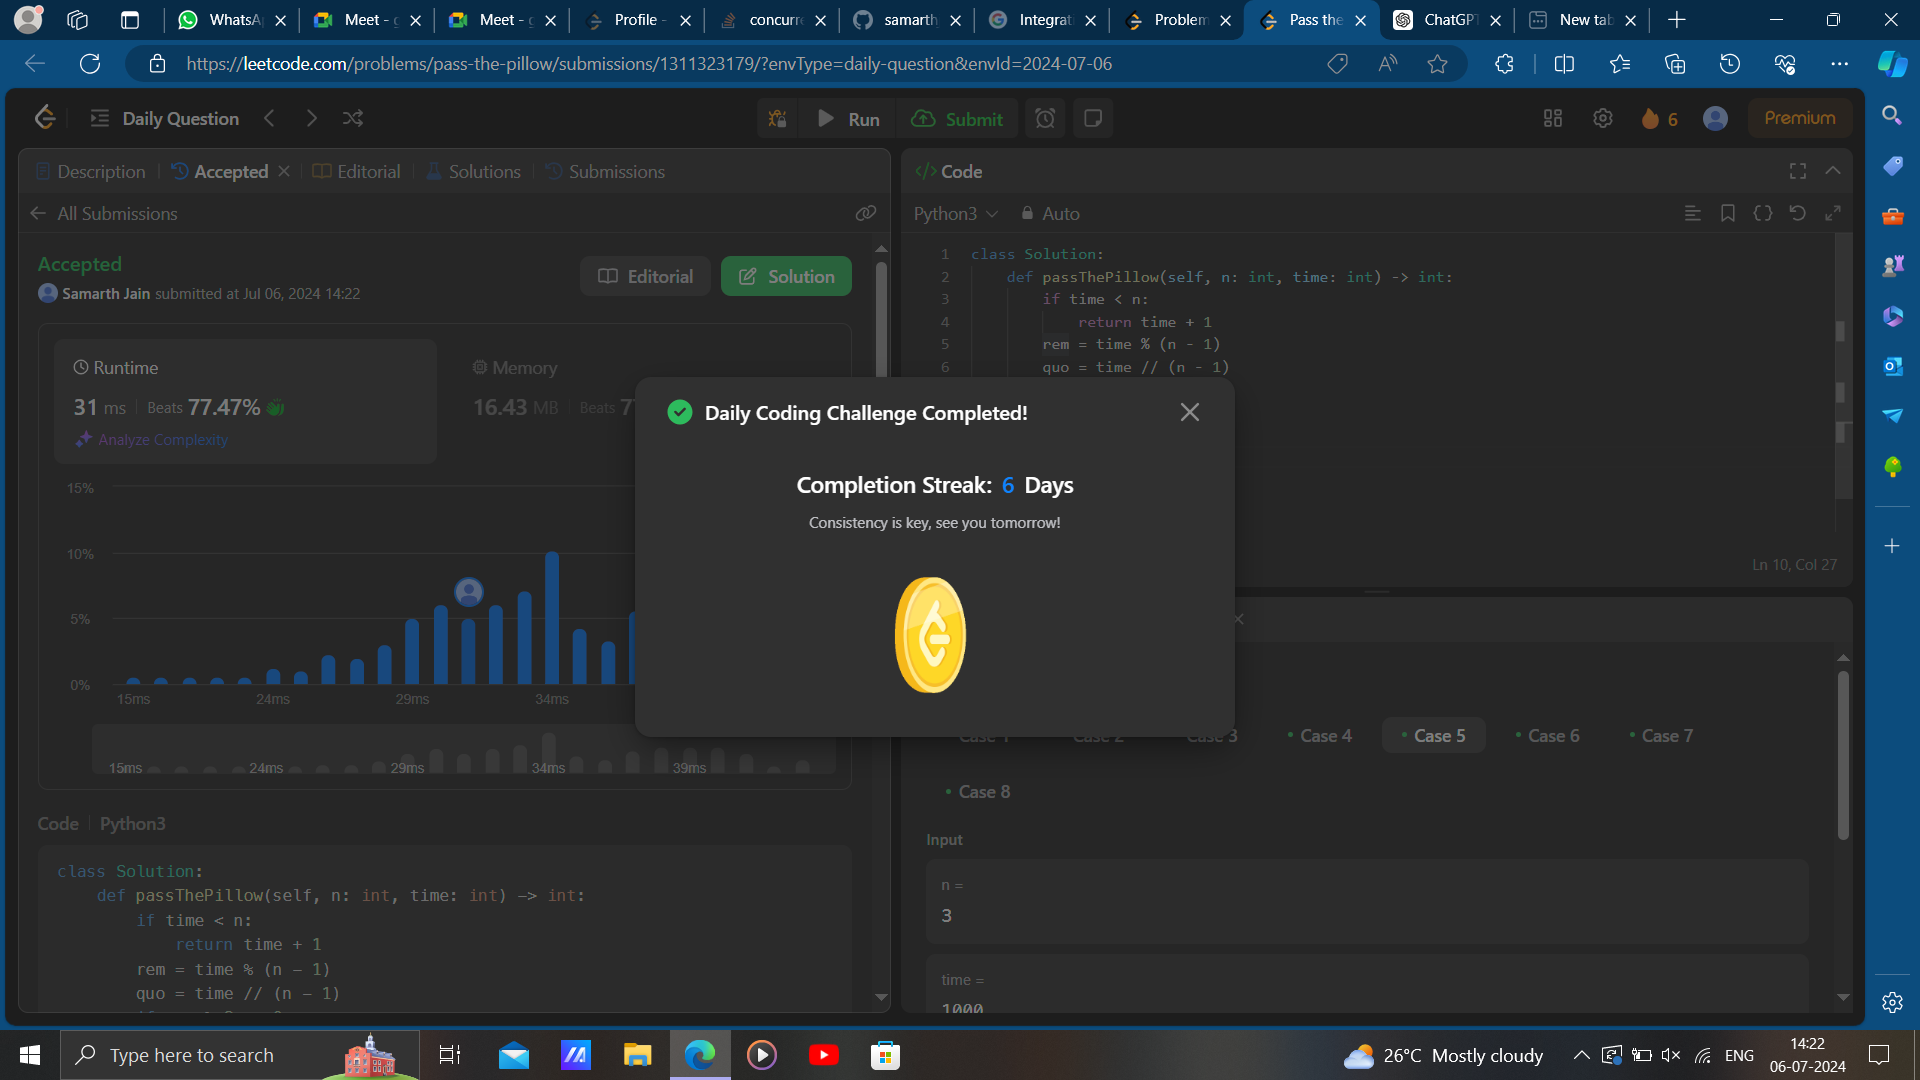 WhatsA
Meet - g
Meet - g
Profile -
concurre
samarth
Integrat
Problem
Pass the
ChatGPT
New tab
https://leetcode.com/problems/pass-the-pillow/submissions/1311323179/?envType=daily-question&envId=2024-07-06
Daily Question
Run
Submit
6
Premium
Description
Accepted
Editorial
Solutions
Submissions
All Submissions
Accepted
Samarth Jain submitted at Jul 06, 2024 14:22
Editorial
Solution
Runtime
31 ms | Beats 77.47%
Analyze Complexity
Memory
16.43 MB | Beats 7
15%
10%
5%
0%
15ms 24ms 29ms 34ms
15ms 24ms 29ms 34ms 39ms
Code | Python3
class Solution:
def passThePillow(self, n: int, time: int) -> int:
if time < n:
return time + 1
rem = time % (n - 1)
quo = time // (n - 1)
</> Code
Python3
Auto
1 class Solution:
2 def passThePillow(self, n: int, time: int) -> int:
3 if time < n:
4 return time + 1
5 rem = time % (n - 1)
6 quo = time // (n - 1)
Ln 10, Col 27
Daily Coding Challenge Completed!
Completion Streak: 6 Days
Consistency is key, see you tomorrow!
Case 1
Case 2
Case 3
Case 4
Case 5
Case 6
Case 7
Case 8
Input
n =
3
time =
1000
Type here to search
26°C Mostly cloudy
ENG
14:22
06-07-2024